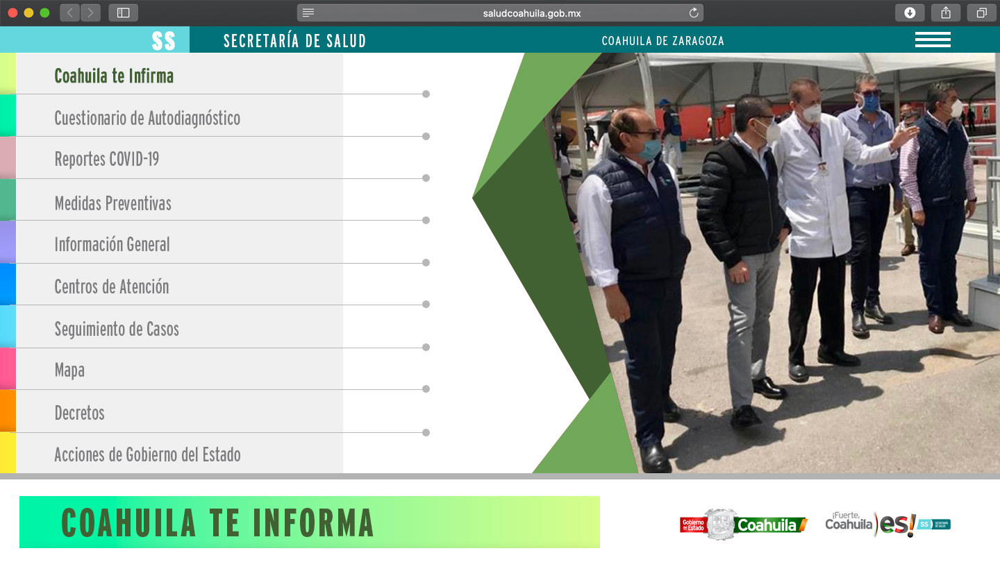 saludcoahuila.gob.mx
SS
SECRETARÍA DE SALUD
COAHUILA DE ZARAGOZA
Coahuila te Infirma
Cuestionario de Autodiagnóstico
Reportes COVID-19
Medidas Preventivas
Información General
Centros de Atención
Seguimiento de Casos
Mapa
Decretos
Acciones de Gobierno del Estado
COAHUILA TE INFORMA
Gobierno
del Estado
Coahuila
¡Fuerte,
Coahuila
es!
SS
SECRETARÍA
DE SALUD